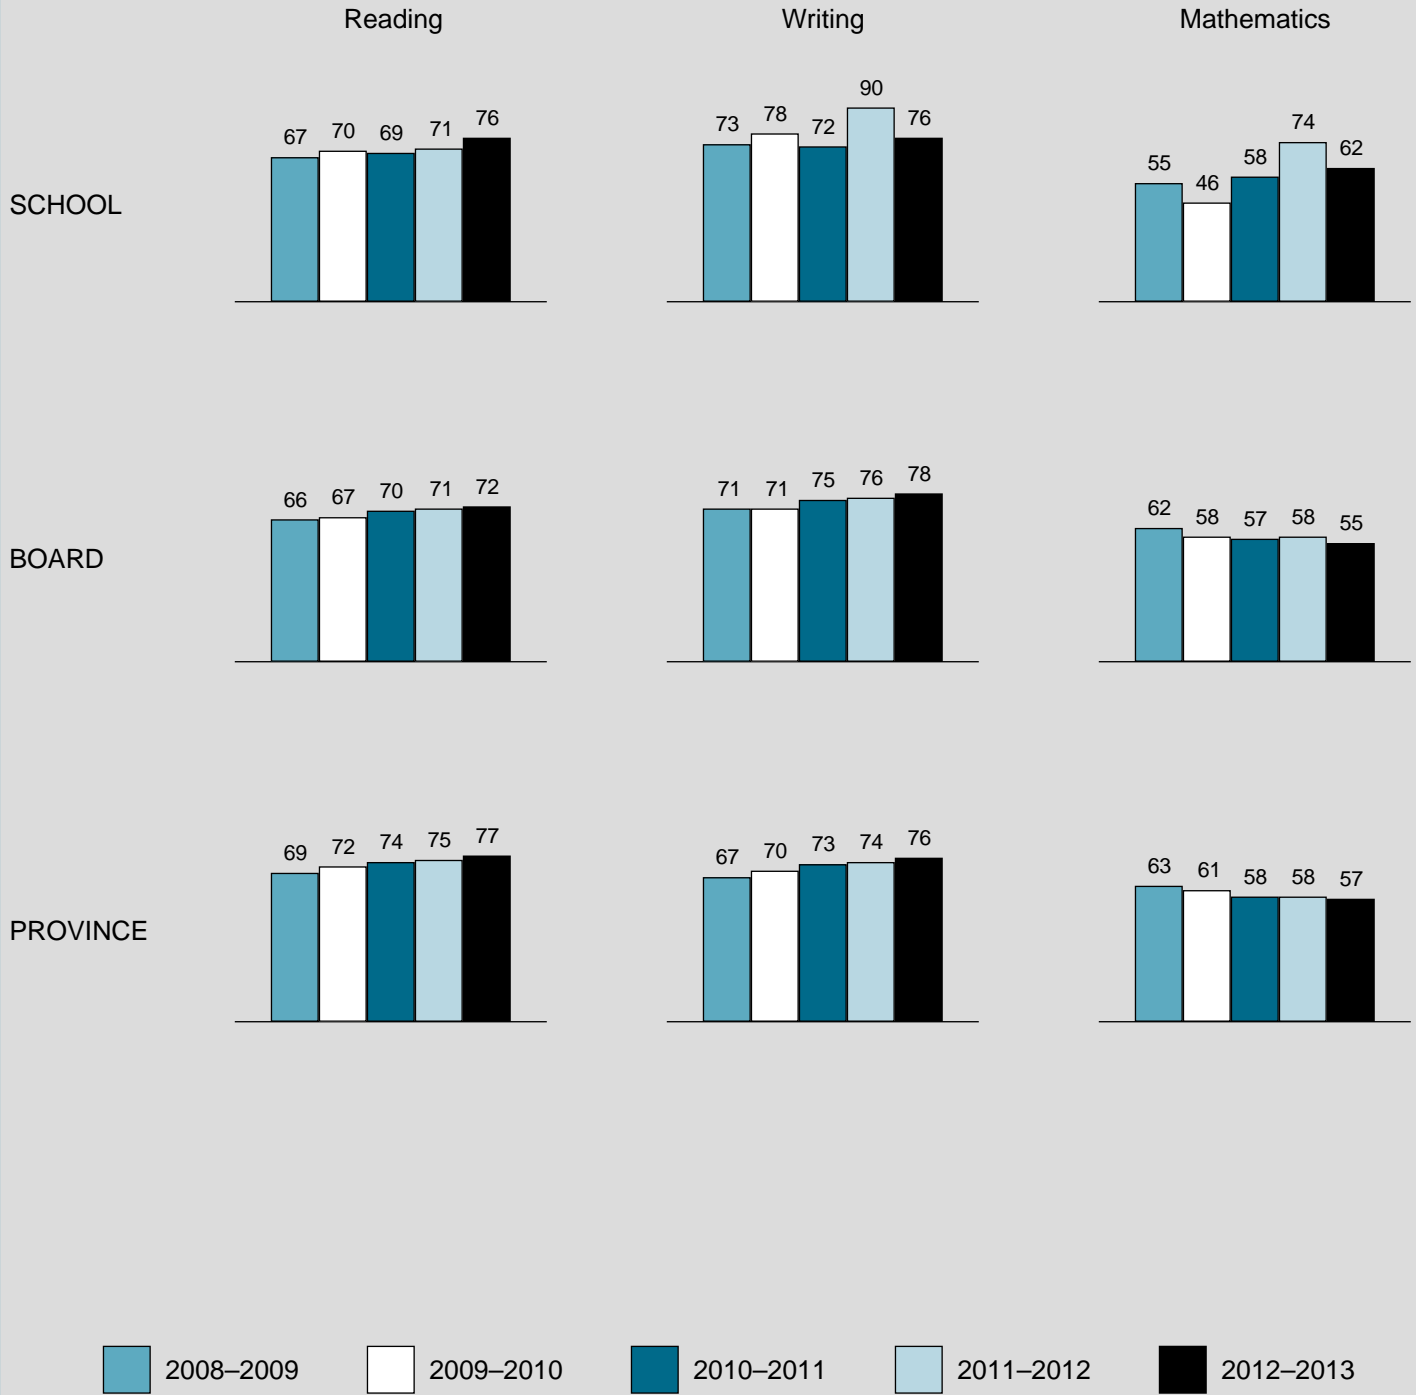 Reading Writing Mathematics
SCHOOL
67 70 69 71 76
73 78 72 90 76
55 46 58 74 62
BOARD
66 67 70 71 72
71 71 75 76 78
62 58 57 58 55
PROVINCE
69 72 74 75 77
67 70 73 74 76
63 61 58 58 57
2008–2009 2009–2010 2010–2011 2011–2012 2012–2013